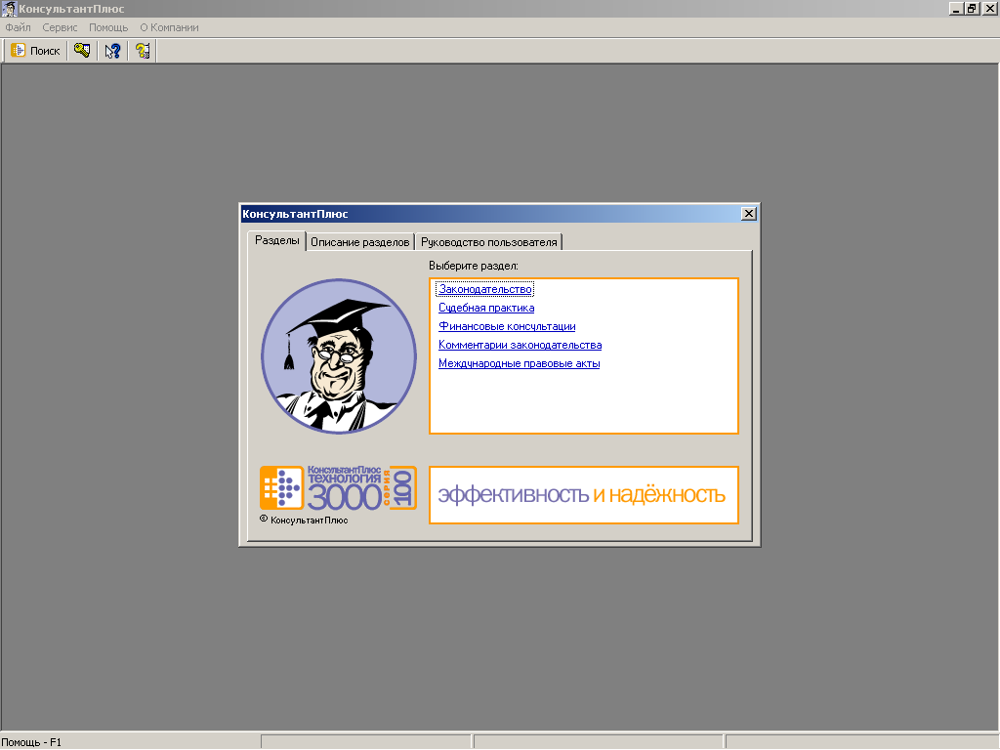 КонсультантПлюс
Файл Сервис Помощь О Компании
Поиск
КонсультантПлюс
Разделы Описание разделов Руководство пользователя
Выберите раздел:
Законодательство
Судебная практика
Финансовые консультации
Комментарии законодательства
Международные правовые акты
КонсультантПлюс
ТЕХНОЛОГИЯ
3000
СЕРИЯ
100
эффективность и надёжность
© КонсультантПлюс
Помощь - F1